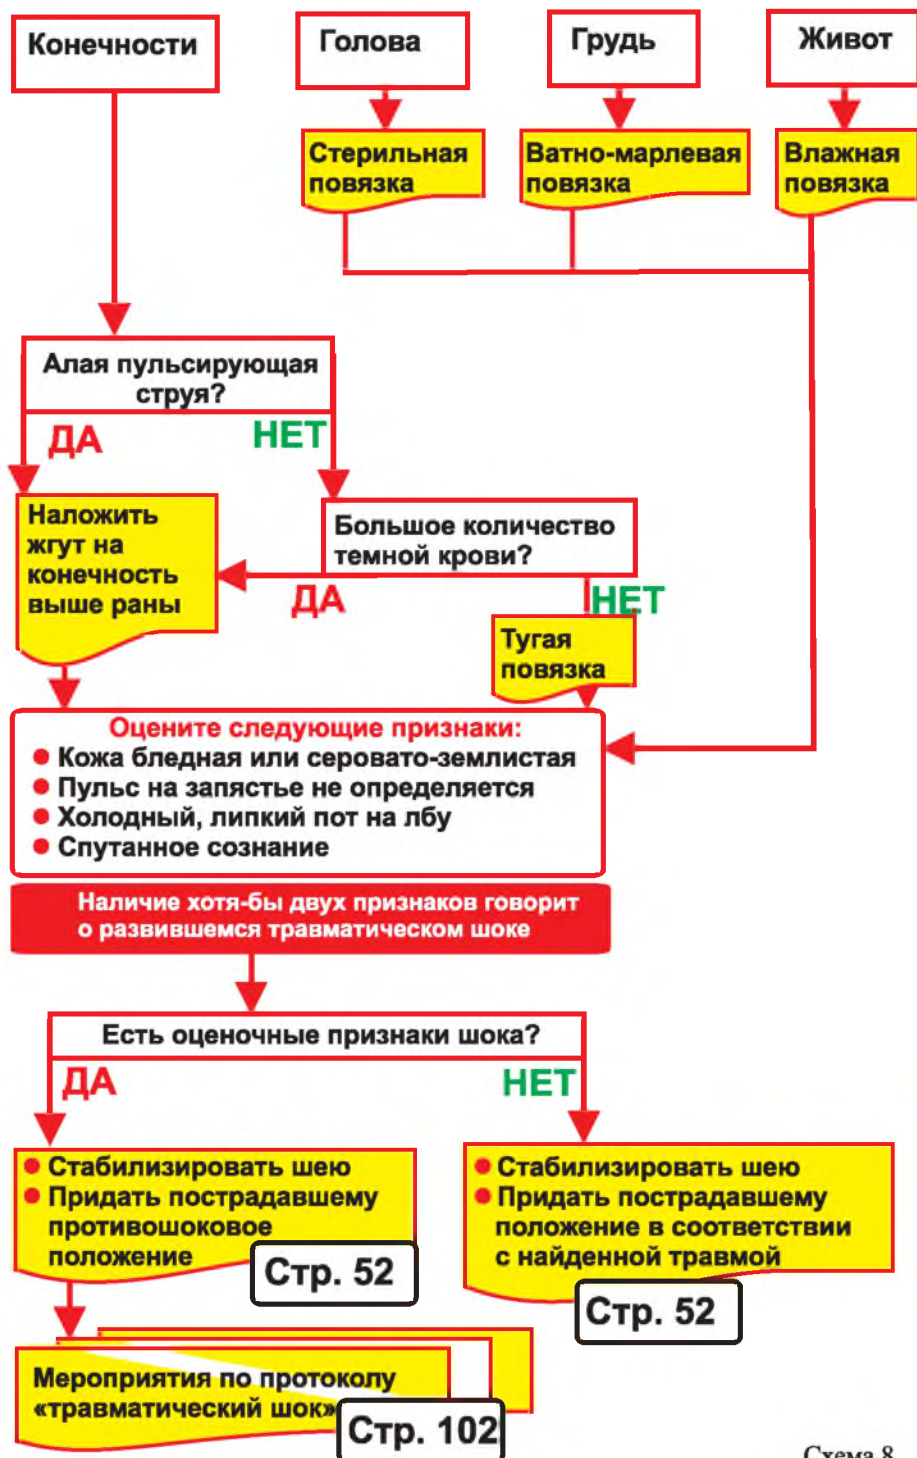 Конечности
Голова
Грудь
Живот
Стерильная
повязка
Ватно-марлевая
повязка
Влажная
повязка
Алая пульсирующая
струя?
ДА
НЕТ
Наложить
жгут на
конечность
выше раны
Большое количество
темной крови?
ДА
НЕТ
Тугая
повязка
Оцените следующие признаки:
Кожа бледная или серовато-землистая
Пульс на запястье не определяется
Холодный, липкий пот на лбу
Спутанное сознание
Наличие хотя-бы двух признаков говорит
о развившемся травматическом шоке
Есть оценочные признаки шока?
ДА
НЕТ
Стабилизировать шею
Придать пострадавшему
противошоковое
положение
Стр. 52
Стабилизировать шею
Придать пострадавшему
положение в соответствии
с найденной травмой
Стр. 52
Мероприятия по протоколу
«травматический шок»
Стр. 102
Схема 8